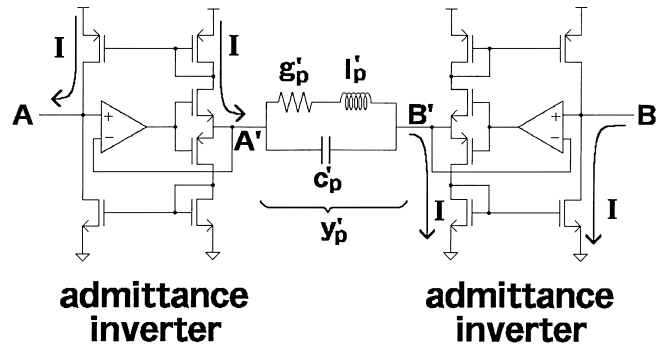 I
I
g'p
l'p
A
+
−
A'
B'
+
−
B
c'p
I
I
y'p
admittance
inverter
admittance
inverter